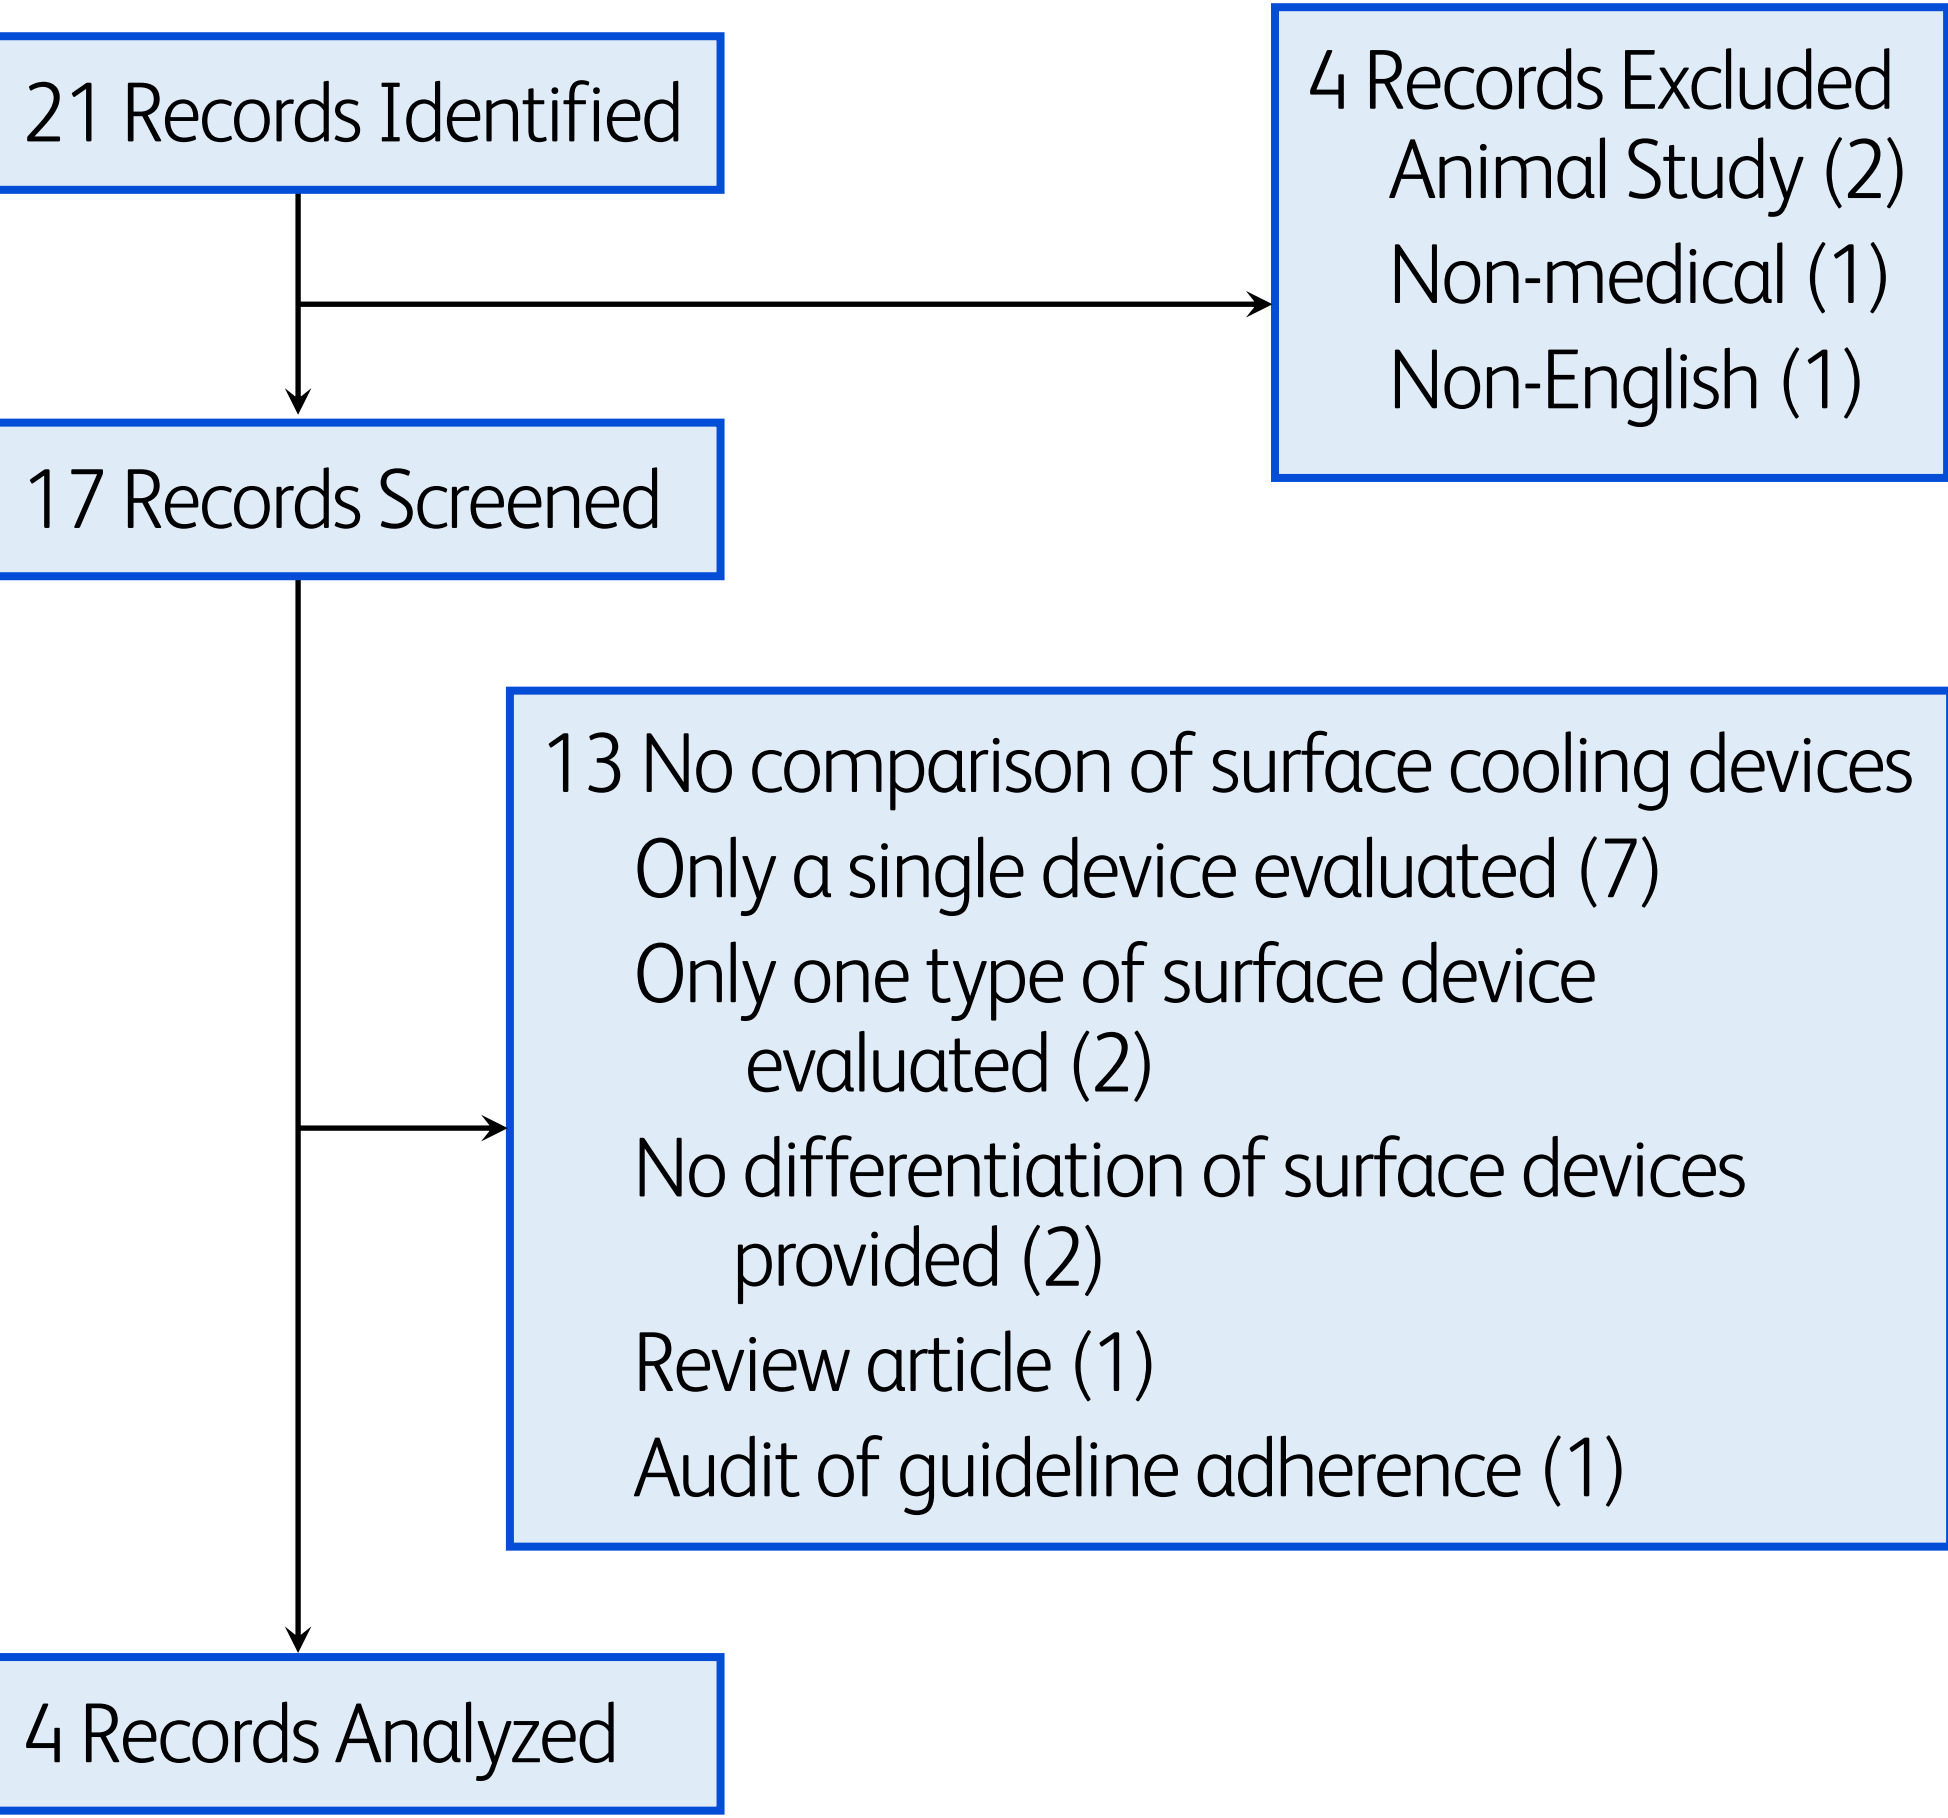 21 Records Identified
4 Records Excluded
Animal Study (2)
Non-medical (1)
Non-English (1)
17 Records Screened
13 No comparison of surface cooling devices
Only a single device evaluated (7)
Only one type of surface device
evaluated (2)
No differentiation of surface devices
provided (2)
Review article (1)
Audit of guideline adherence (1)
4 Records Analyzed